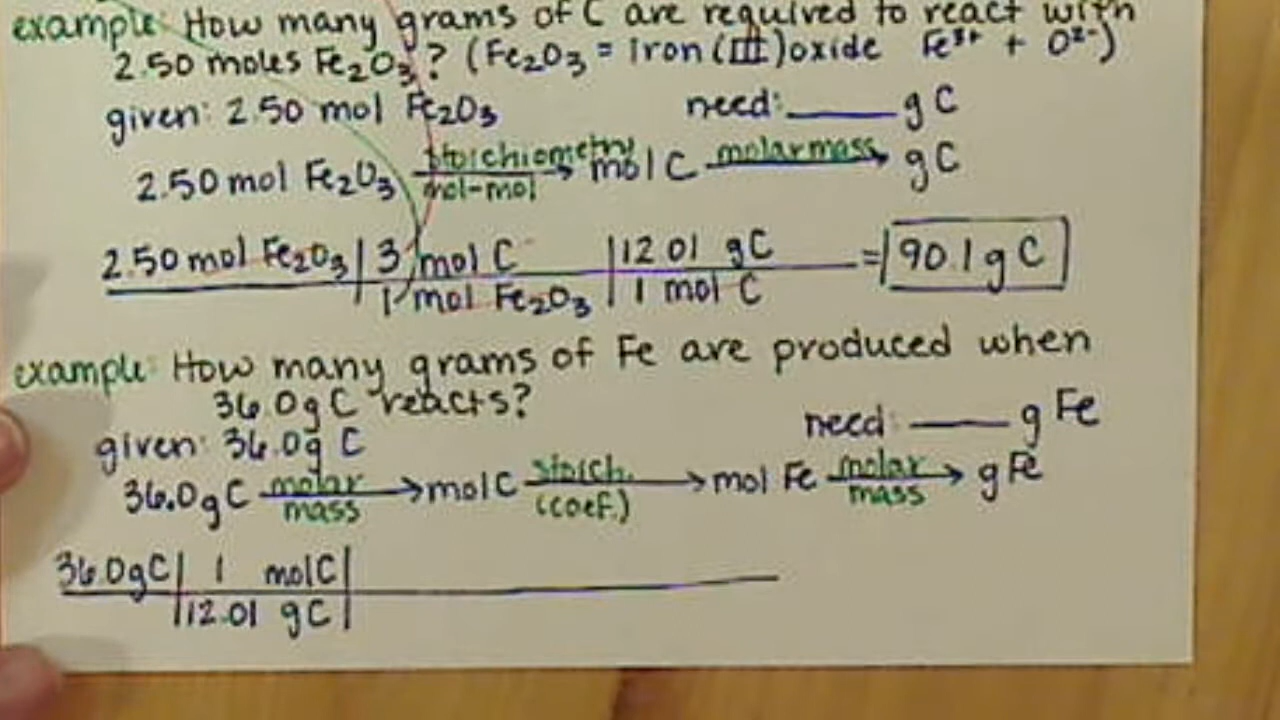 example: How many grams of C are required to react with
2.50 moles Fe₂O₃? (Fe₂O₃ = iron(III)oxide Fe³⁺ + O²⁻)
given: 2.50 mol Fe₂O₃ need: ____ g C
2.50 mol Fe₂O₃ stoichiometry mol-mol → mol C molar mass → g C
2.50 mol Fe₂O₃ | 3 mol C | 12.01 g C = 90.1 g C
1 mol Fe₂O₃ | 1 mol C
example: How many grams of Fe are produced when
36.0g C reacts?
given: 36.0g C need: ____ g Fe
36.0g C molar mass → mol C stoich. (coef.) → mol Fe molar mass → g Fe
36.0gC | 1 mol C |
12.01 g C |